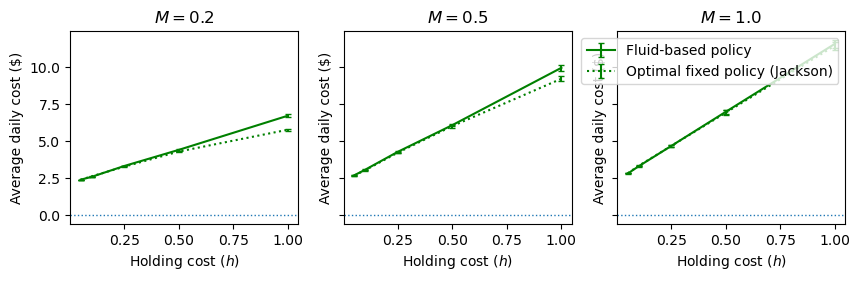 M = 0.2
M = 0.5
M = 1.0
Average daily cost ($)
10.0
7.5
5.0
2.5
0.0
0.25 0.50 0.75 1.00
Holding cost (h)
Average daily cost ($)
0.25 0.50 0.75 1.00
Holding cost (h)
Average daily cost
0.25 0.50 0.75 1.00
Holding cost (h)
Fluid-based policy
Optimal fixed policy (Jackson)